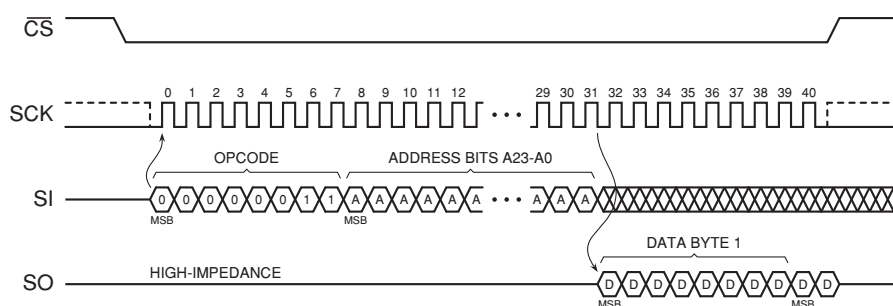 CS
0 1 2 3 4 5 6 7 8 9 10 11 12 29 30 31 32 33 34 35 36 37 38 39 40
SCK
OPCODE ADDRESS BITS A23-A0
SI 0 0 0 0 0 0 1 1 A A A A A A A A A
MSB MSB
DATA BYTE 1
SO HIGH-IMPEDANCE D D D D D D D D D D
MSB MSB